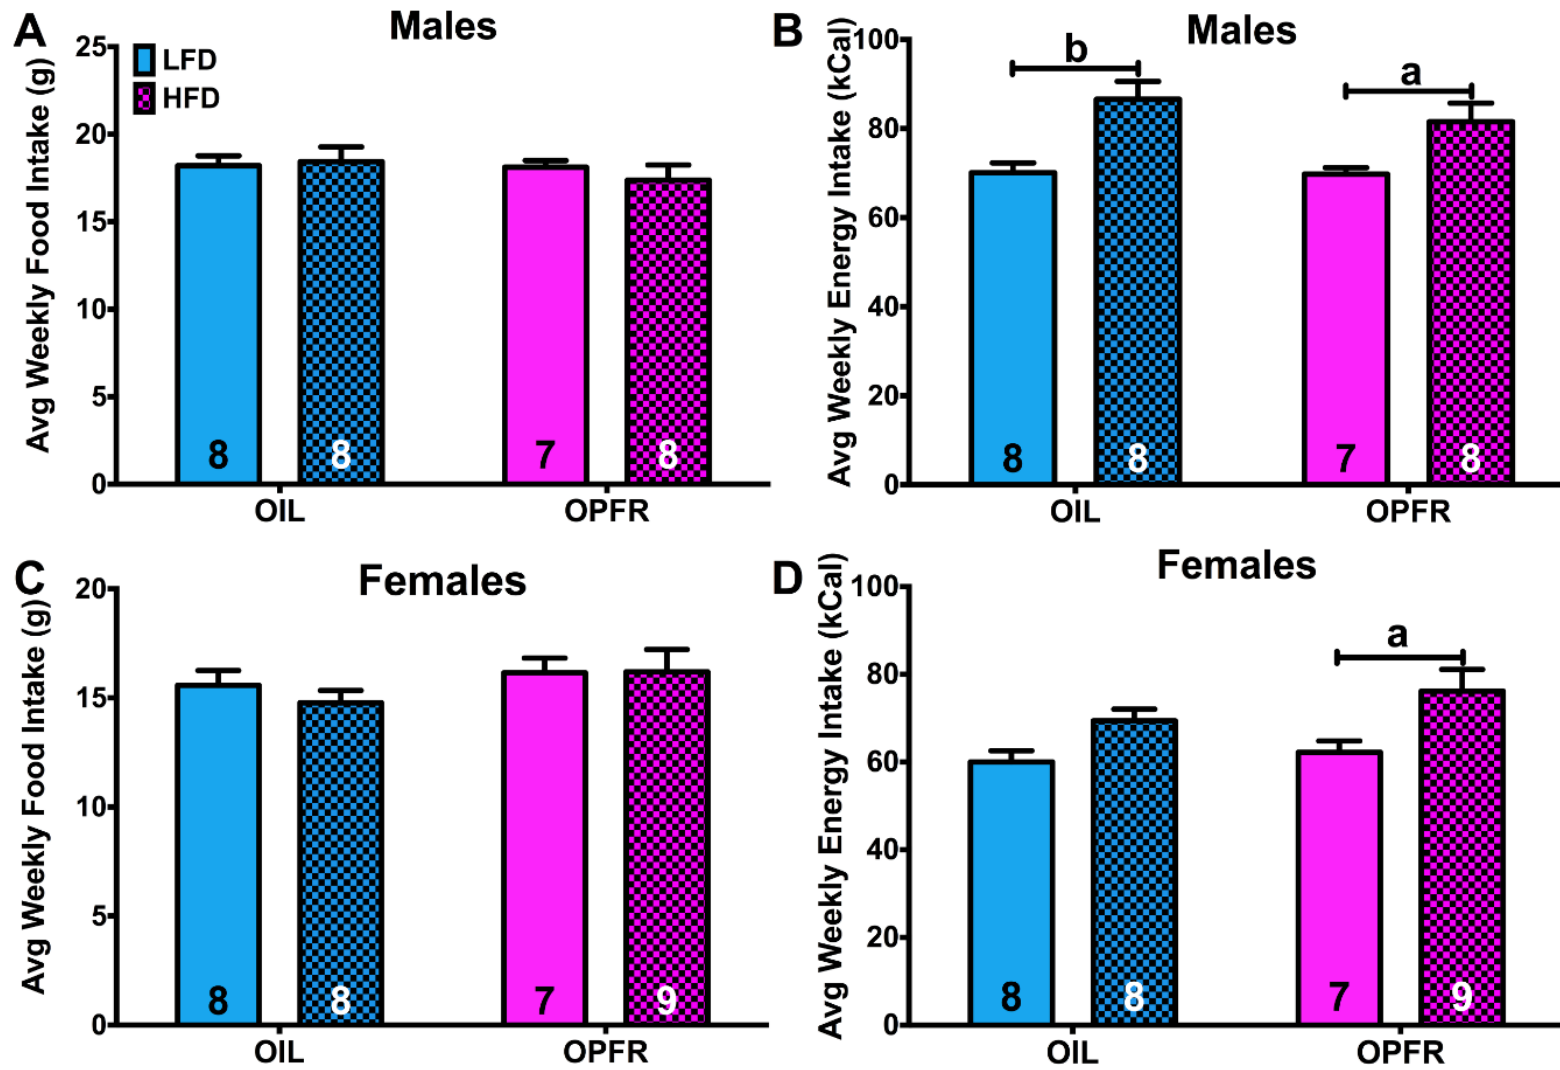 A
Males
Avg Weekly Food Intake (g)
25
20
15
10
5
0
LFD
HFD
8
8
7
8
OIL
OPFR
B
Males
Avg Weekly Energy Intake (kCal)
100
80
60
40
20
0
b
a
8
8
7
8
OIL
OPFR
C
Females
Avg Weekly Food Intake (g)
20
15
10
5
0
8
8
7
9
OIL
OPFR
D
Females
Avg Weekly Energy Intake (kCal)
100
80
60
40
20
0
a
8
8
7
9
OIL
OPFR